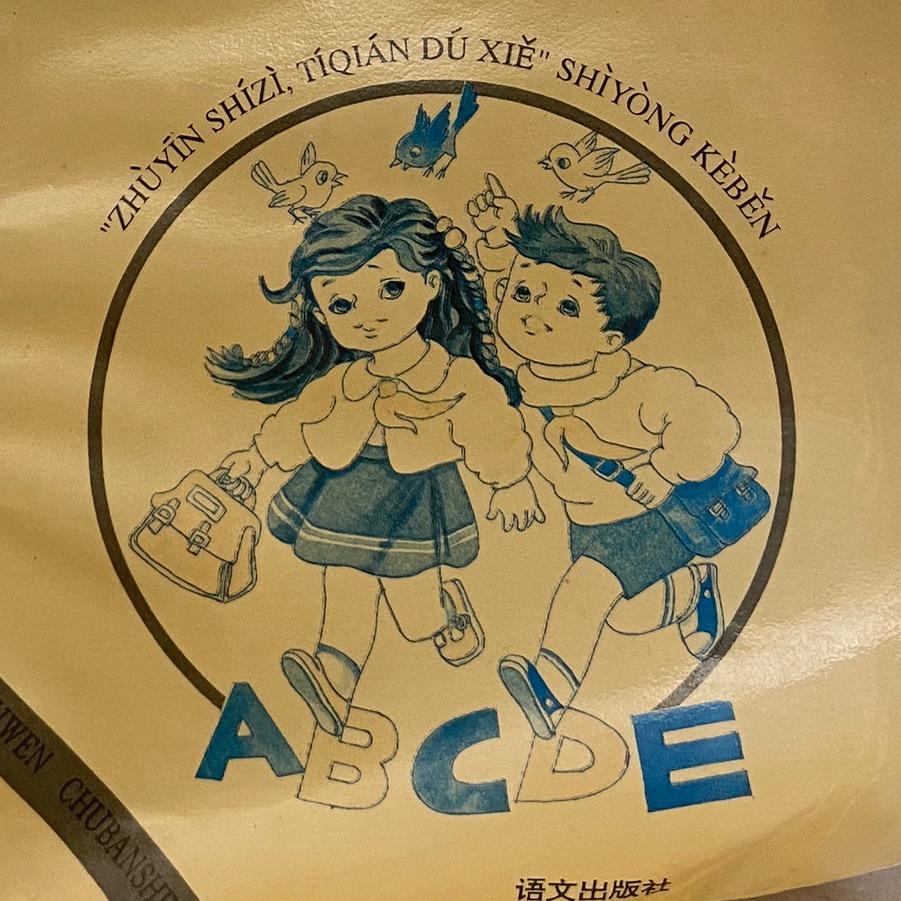 "ZHÙYĪN SHÍZÌ, TÍQIÁN DÚ XIĚ" SHÌYÒNG KÈBĚN
ABCDE
CHUBANSHE
语文出版社